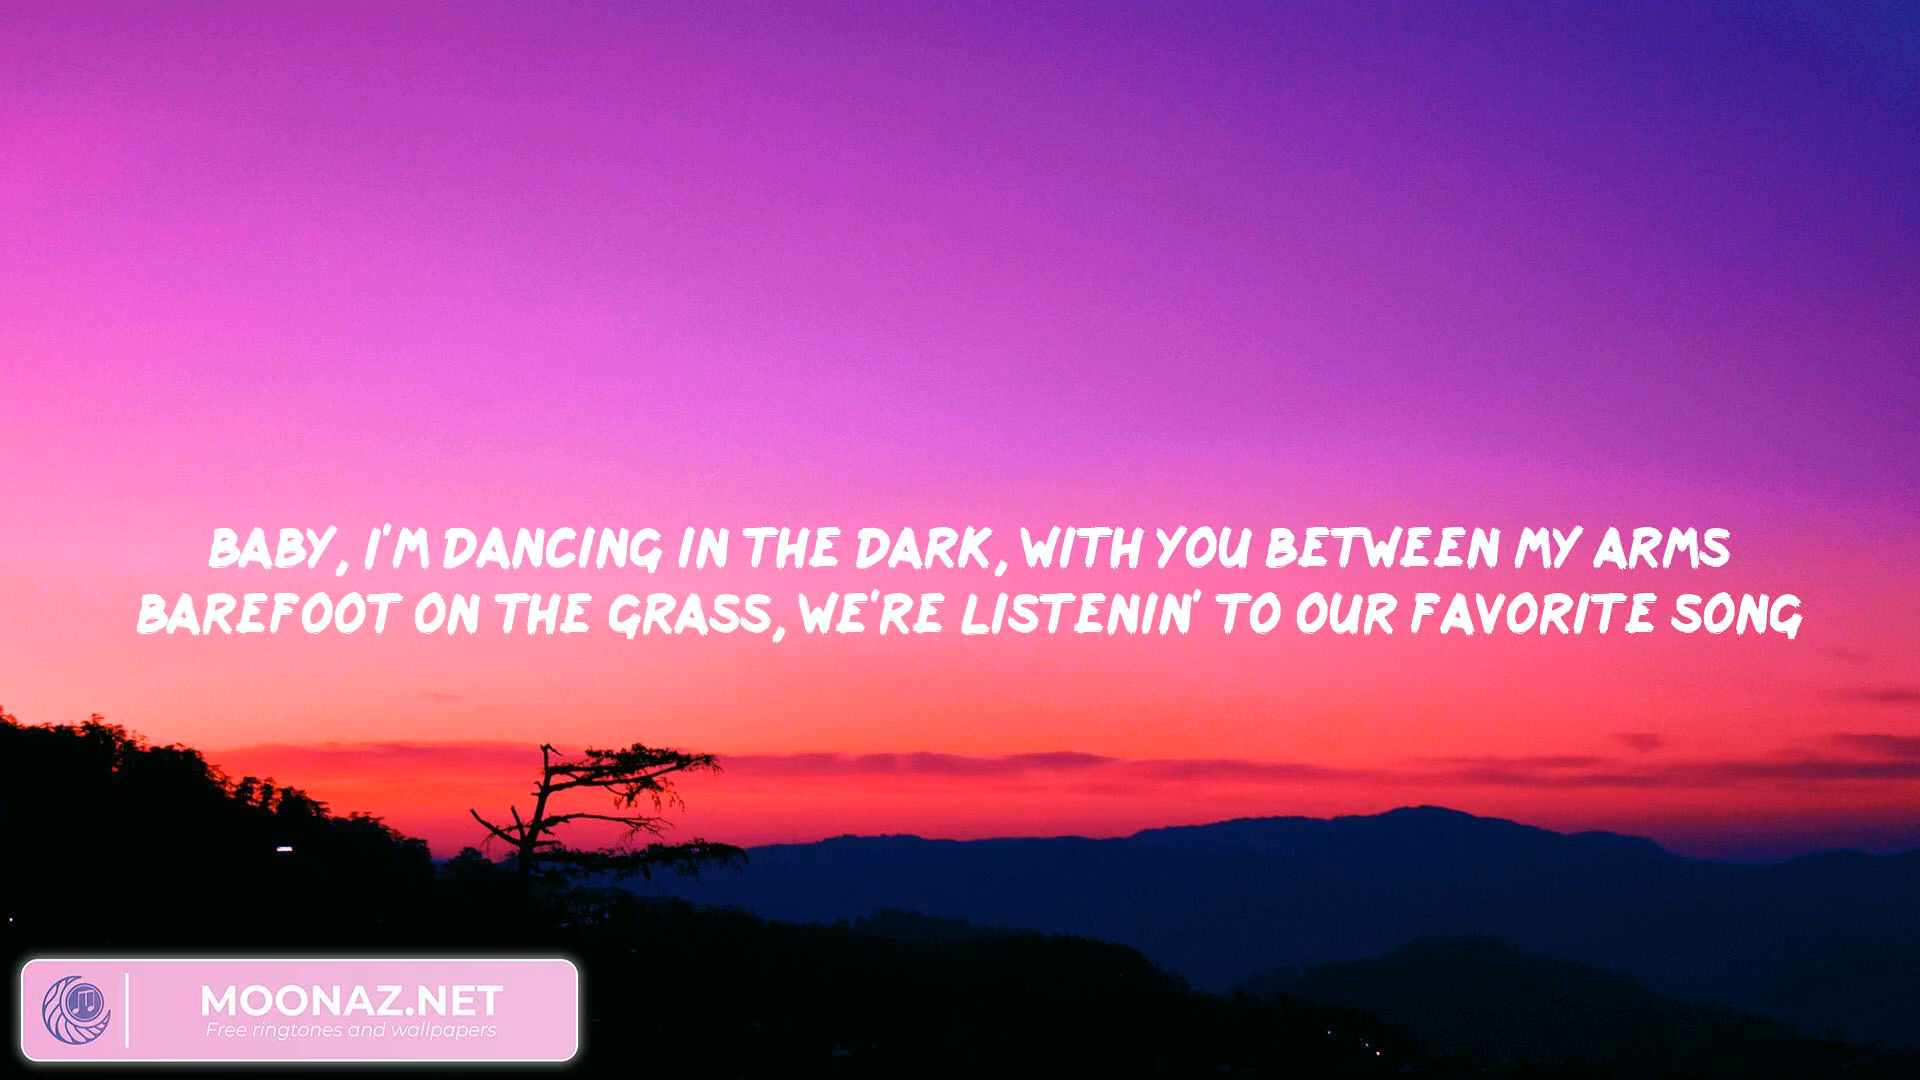 BABY, I'M DANCING IN THE DARK, WITH YOU BETWEEN MY ARMS
BAREFOOT ON THE GRASS, WE'RE LISTENIN' TO OUR FAVORITE SONG
MOONAZ.NET
Free ringtones and wallpapers